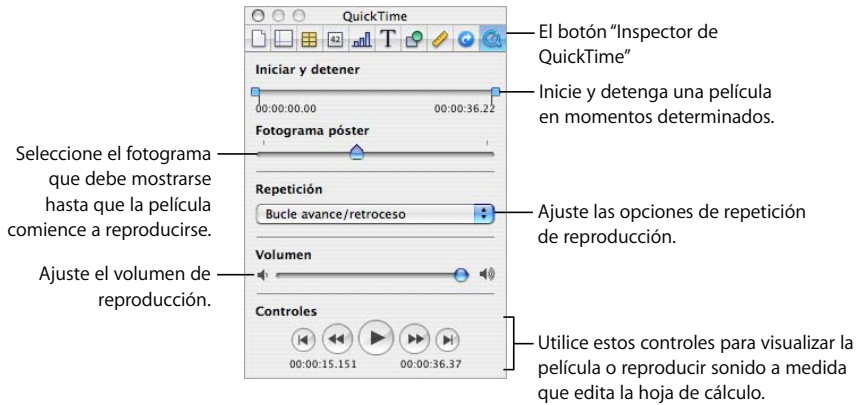 QuickTime
42
T
El botón “Inspector de
QuickTime”
Iniciar y detener
00:00:00.00
00:00:36.22
Inicie y detenga una película
en momentos determinados.
Fotograma póster
Seleccione el fotograma
que debe mostrarse
hasta que la película
comience a reproducirse.
Repetición
Bucle avance/retroceso
Ajuste las opciones de repetición
de reproducción.
Volumen
Ajuste el volumen de
reproducción.
Controles
00:00:15.151
00:00:36.37
Utilice estos controles para visualizar la
película o reproducir sonido a medida
que edita la hoja de cálculo.